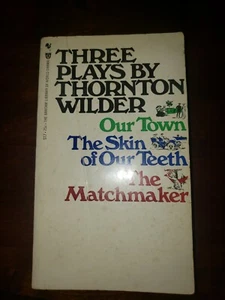 THREE
PLAYS BY
THORNTON
WILDER
Our Town
The Skin
of Our Teeth
The
Matchmaker